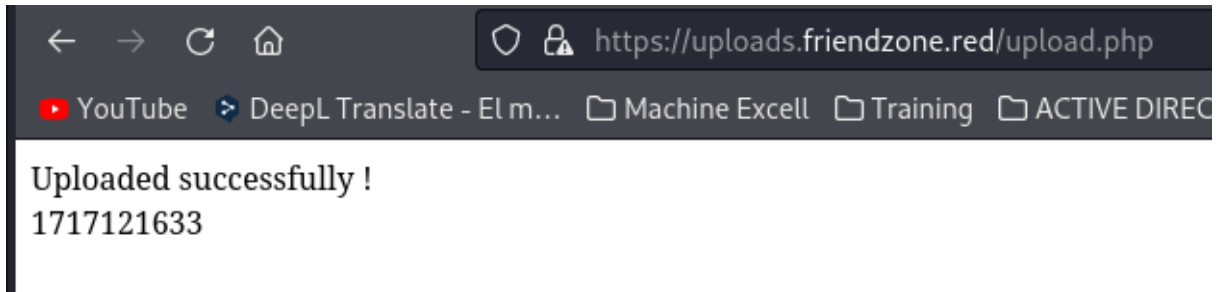 https://uploads.friendzone.red/upload.php
YouTube DeepL Translate - El m... Machine Excell Training ACTIVE DIREC
Uploaded successfully !
1717121633